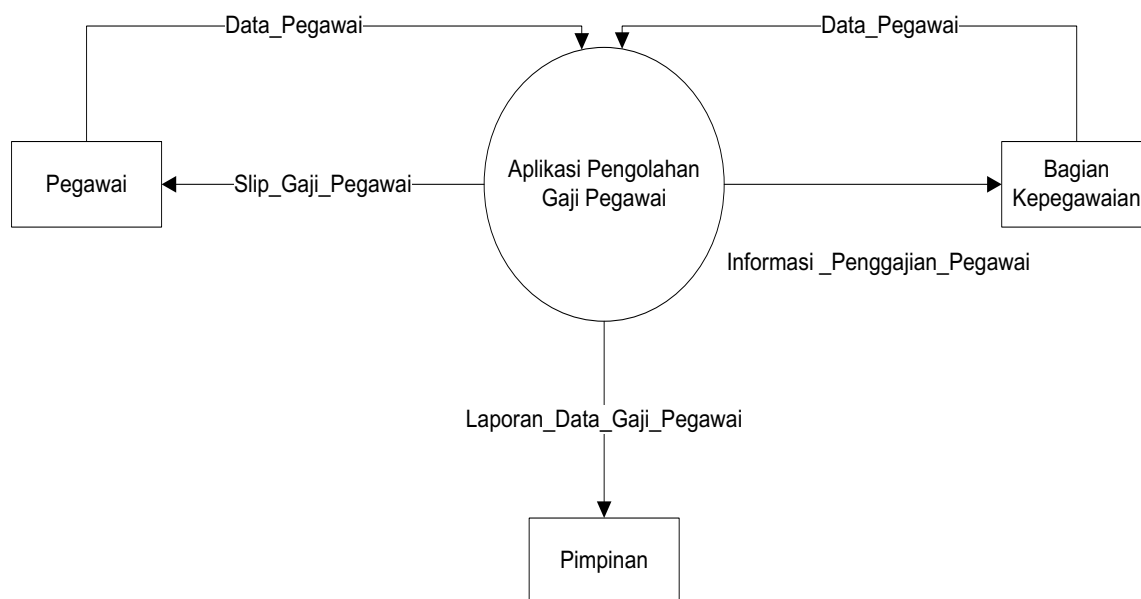 Data_Pegawai
Data_Pegawai
Pegawai
Slip_Gaji_Pegawai
Aplikasi Pengolahan
Gaji Pegawai
Bagian
Kepegawaian
Informasi _Penggajian_Pegawai
Laporan_Data_Gaji_Pegawai
Pimpinan